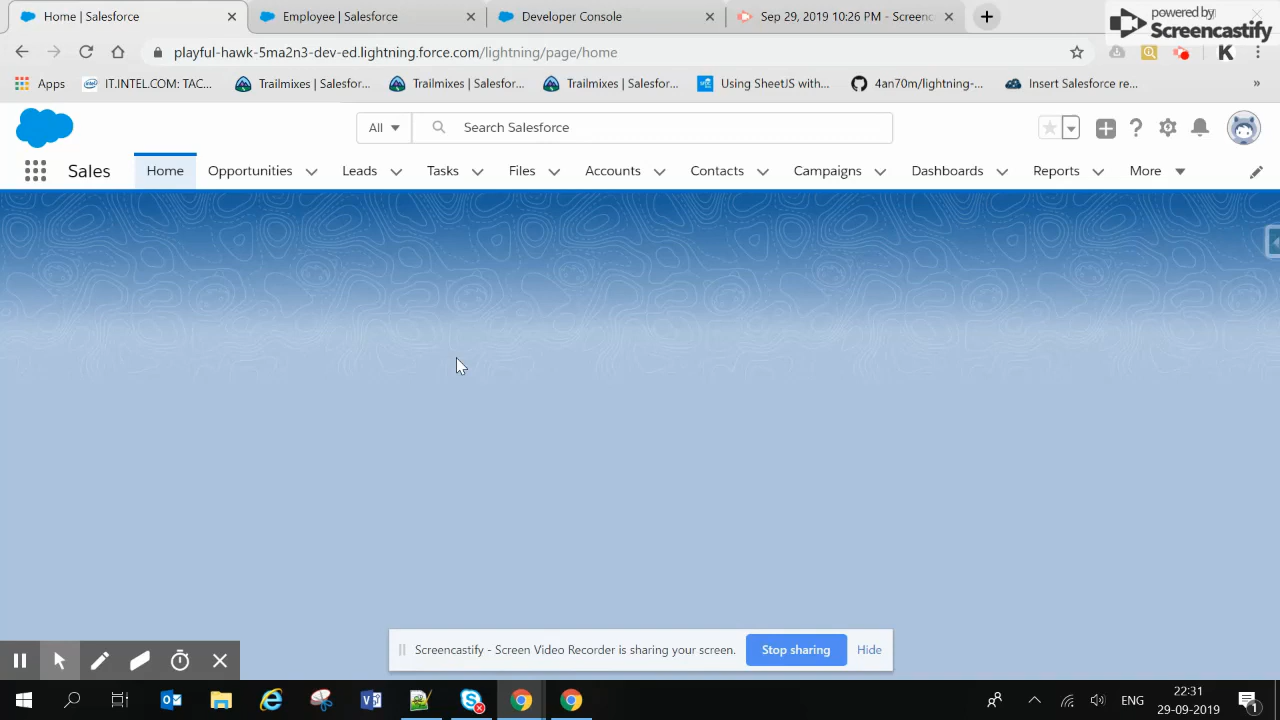 Home | Salesforce
Employee | Salesforce
Developer Console
Sep 29, 2019 10:26 PM - Screenc
powered by
Screencastify
playful-hawk-5ma2n3-dev-ed.lightning.force.com/lightning/page/home
K
Apps
IT.INTEL.COM: TAC...
Trailmixes | Salesfor...
Trailmixes | Salesfor...
Trailmixes | Salesfor...
Using SheetJS with...
4an70m/lightning-...
Insert Salesforce re...
»
All
Search Salesforce
Sales
Home
Opportunities
Leads
Tasks
Files
Accounts
Contacts
Campaigns
Dashboards
Reports
More
Screencastify - Screen Video Recorder is sharing your screen.
Stop sharing
Hide
ENG
22:31
29-09-2019
1